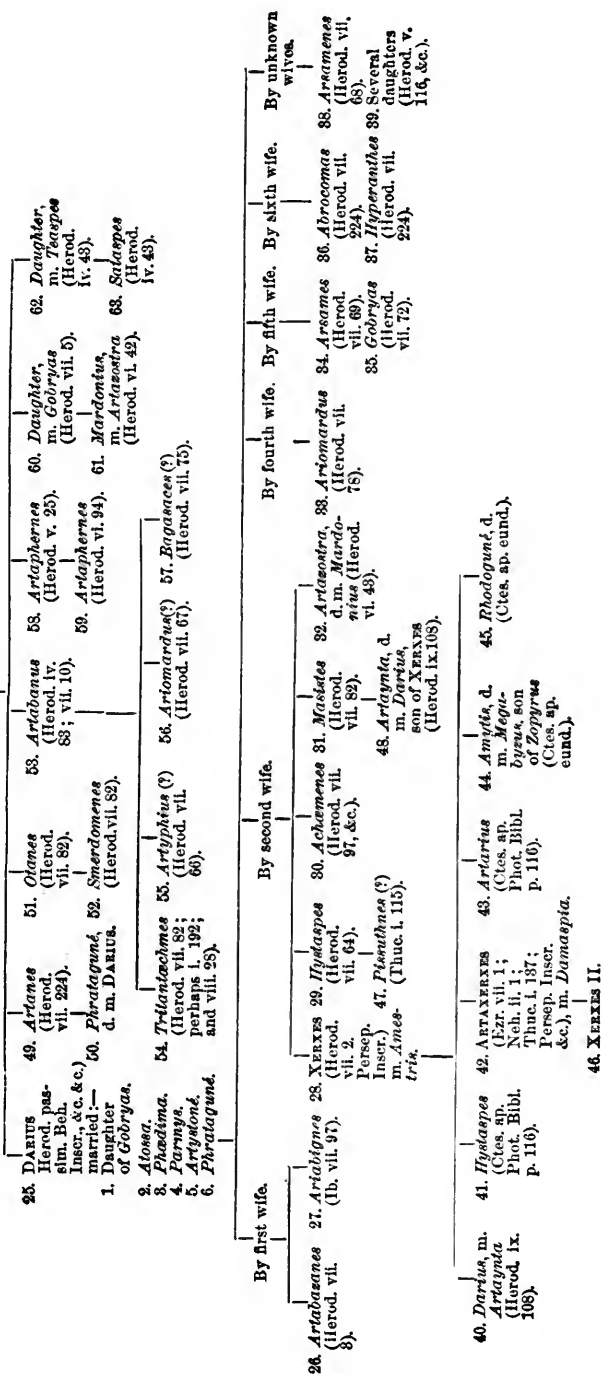 25. DARIUS
Herod. pas-
sim. Beh.
Inscr., &c. &c.)
married:—
1. Daughter
of Gobryas.
2. Atossa.
3. Phædima.
4. Parmys.
5. Artystoné.
6. Phrataguné.
49. Artanes
(Herod.
vii. 224).
50. Phrataguné,
d. m. DARIUS.
51. Otanes
(Herod.
vii. 82).
52. Smerdomenes
(Herod. vii. 82).
53. Artabanus
(Herod. iv.
83; vii. 10).
54. Tritantæchmes
(Herod. vii. 82;
perhaps i. 192;
and viii. 26).
55. Artyphius (?)
(Herod. vii.
66).
56. Ariomardus(?)
(Herod. vii. 67).
57. Bagasaces (?)
(Herod. vii. 75).
58. Artaphernes
(Herod. v. 25).
59. Artaphernes
(Herod. vi. 94).
60. Daughter,
m. Gobryas
(Herod. vii. 5).
61. Mardonius,
m. Artazostra
(Herod. vi. 42).
62. Daughter,
m. Teaspes
(Herod.
iv. 43).
63. Sataspes
(Herod.
iv. 43).
By first wife.
26. Artabazanes
(Herod. vii.
3).
27. Ariabignes
(Ib. vii. 97).
By second wife.
28. XERXES
(Herod.
vii. 2.
Persep.
Inscr.)
m. Ames-
tris.
29. Hystaspes
(Herod.
vii. 64).
47. Pissuthnes (?)
(Thuc. i. 115).
30. Achæmenes
(Herod. vii.
97, &c.).
31. Masistes
(Herod.
vii. 82).
48. Artaynta, d.
m. Darius,
son of XERXES
(Herod. ix. 108).
32. Artazostra,
d. m. Mardo-
nius (Herod.
vi. 43).
By fourth wife.
33. Ariomardus
(Herod. vii.
78).
By fifth wife.
34. Arsames
(Herod.
vii. 69).
35. Gobryas
(Herod.
vii. 72).
By sixth wife.
36. Abrocomas
(Herod. vii.
224).
37. Hyperanthes
(Herod. vii.
224).
By unknown
wives.
38. Arsamenes
(Herod. vii.
68).
39. Several
daughters
(Herod. v.
116, &c.).
40. Darius, m.
Artaynta
(Herod. ix.
108).
41. Hystaspes
(Ctes. ap.
Phot. Bibl.
p. 116).
42. ARTAXERXES
(Ezr. vii. 1;
Neh. ii. 1;
Thuc. i. 137;
Persep. Inscr.
&c.), m. Damaspia.
46. XERXES II.
43. Artarius
(Ctes. ap.
Phot. Bibl.
p. 116).
44. Amytis, d.
m. Mega-
byzus, son
of Zopyrus
(Ctes. ap.
eund.).
45. Rhodoguné, d.
(Ctes. ap. eund.).